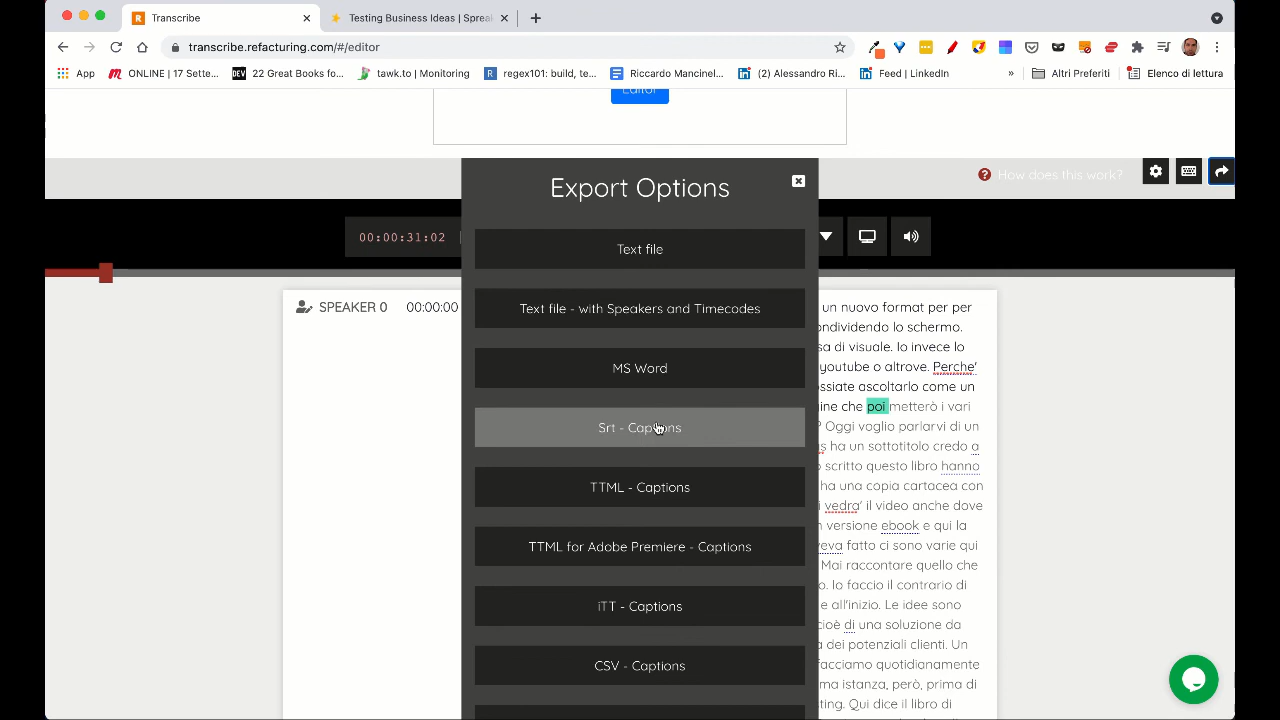 Transcribe
Testing Business Ideas | Sprea
transcribe.refacturing.com/#/editor
App
ONLINE | 17 Sette...
22 Great Books fo...
tawk.to | Monitoring
regex101: build, te...
Riccardo Mancinel...
(2) Alessandro Ri...
Feed | LinkedIn
»
Altri Preferiti
Elenco di lettura
Editor
How does this work?
Export Options
00:00:31:02
Text file
Text file - with Speakers and Timecodes
MS Word
Srt - Captions
TTML - Captions
TTML for Adobe Premiere - Captions
iTT - Captions
CSV - Captions
SPEAKER 0 00:00:00
un nuovo format per per
ondividendo lo schermo.
sa di visuale. Io invece lo
youtube o altrove. Perche'
ossiate ascoltarlo come un
ine che poi metterò i vari
? Oggi voglio parlarvi di un
s ha un sottotitolo credo a
o scritto questo libro hanno
ha una copia cartacea con
i vedra' il video anche dove
n versione ebook e qui la
veva fatto ci sono varie qui
Mai raccontare quello che
o. Io faccio il contrario di
e all'inizio. Le idee sono
cioè di una soluzione da
a dei potenziali clienti. Un
facciamo quotidianamente
ma istanza, però, prima di
ting. Qui dice il libro di